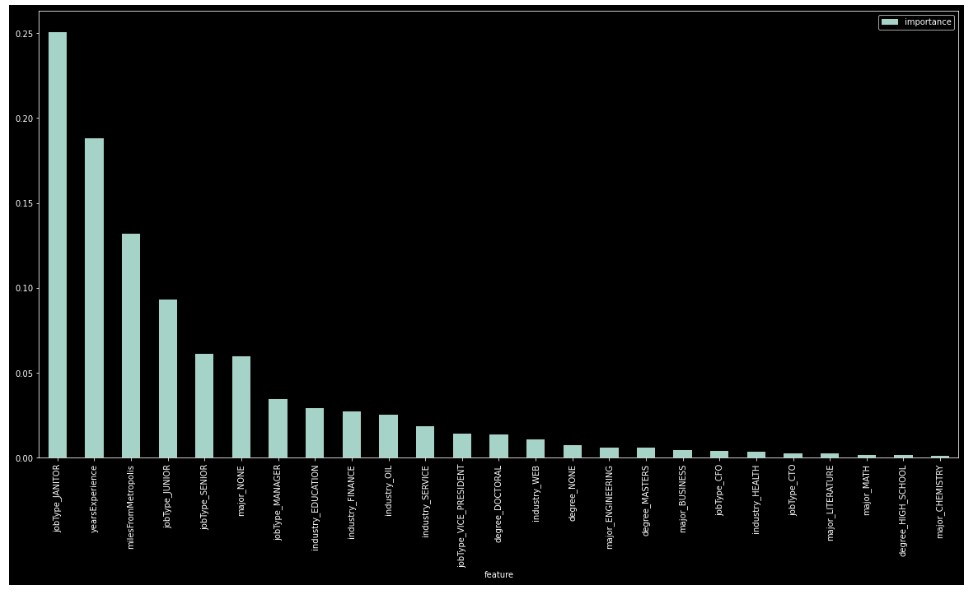 importance
0.25
0.20
0.15
0.10
0.05
0.00
jobType_JANITOR
yearsExperience
milesFromMetropolis
jobType_JUNIOR
jobType_SENIOR
major_NONE
jobType_MANAGER
industry_EDUCATION
industry_FINANCE
industry_OIL
industry_SERVICE
jobType_VICE_PRESIDENT
degree_DOCTORAL
industry_WEB
degree_NONE
major_ENGINEERING
degree_MASTERS
major_BUSINESS
jobType_CFO
industry_HEALTH
jobType_CTO
major_LITERATURE
major_MATH
degree_HIGH_SCHOOL
major_CHEMISTRY
feature